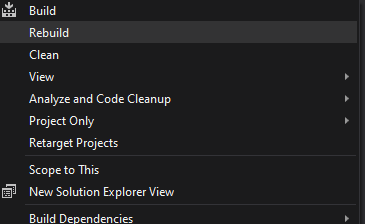 Build
Rebuild
Clean
View
Analyze and Code Cleanup
Project Only
Retarget Projects
Scope to This
New Solution Explorer View
Build Dependencies